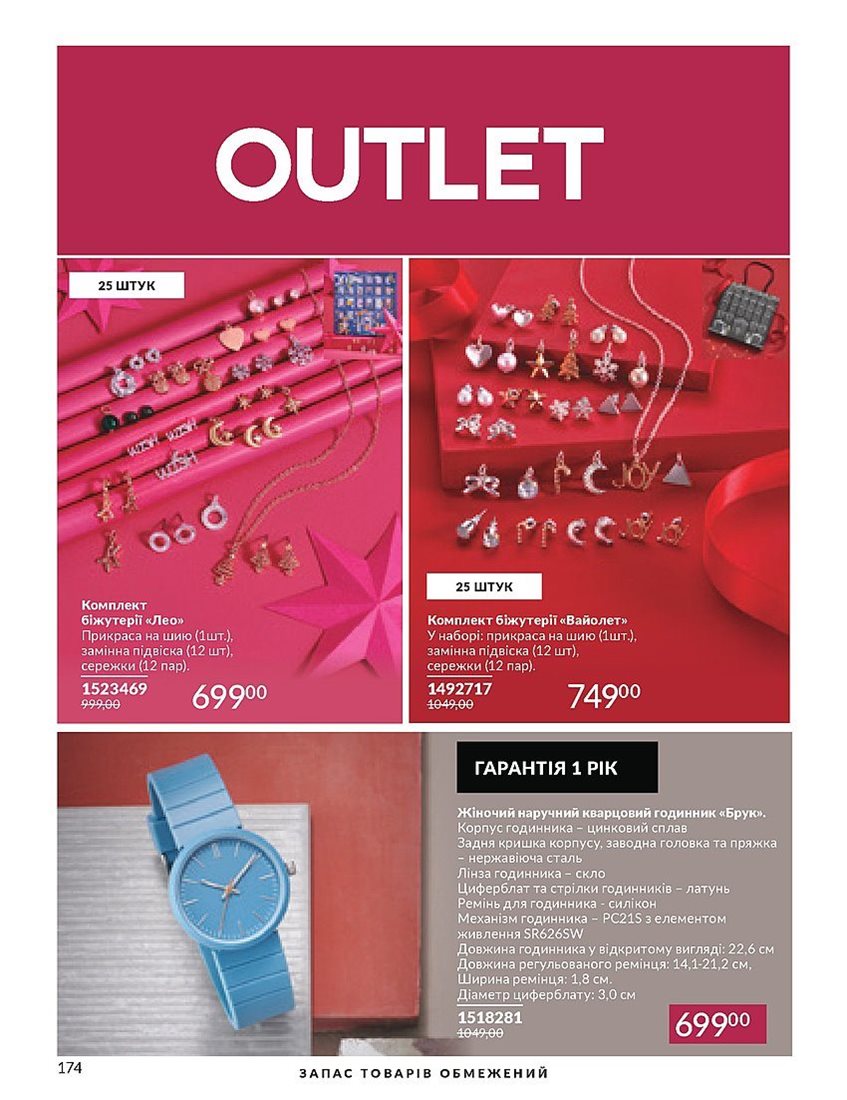 OUTLET
25 ШТУК
Комплект
біжутерії «Лео»
Прикраса на шию (1шт.),
замінна підвіска (12 шт),
сережки (12 пар).
1523469
999,00
69900
25 ШТУК
Комплект біжутерії «Вайолет»
У наборі: прикраса на шию (1шт.),
замінна підвіска (12 шт),
сережки (12 пар).
1492717
1049,00
74900
ГАРАНТІЯ 1 РІК
Жіночий наручний кварцовий годинник «Брук».
Корпус годинника – цинковий сплав
Задня кришка корпусу, заводна головка та пряжка
– нержавіюча сталь
Лінза годинника – скло
Циферблат та стрілки годинників – латунь
Ремінь для годинника - силікон
Механізм годинника – PC21S з елементом
живлення SR626SW
Довжина годинника у відкритому вигляді: 22,6 см
Довжина регульованого ремінця: 14,1-21,2 см,
Ширина ремінця: 1,8 см.
Діаметр циферблату: 3,0 см
1518281
1049,00
69900
174
ЗАПАС ТОВАРІВ ОБМЕЖЕНИЙ